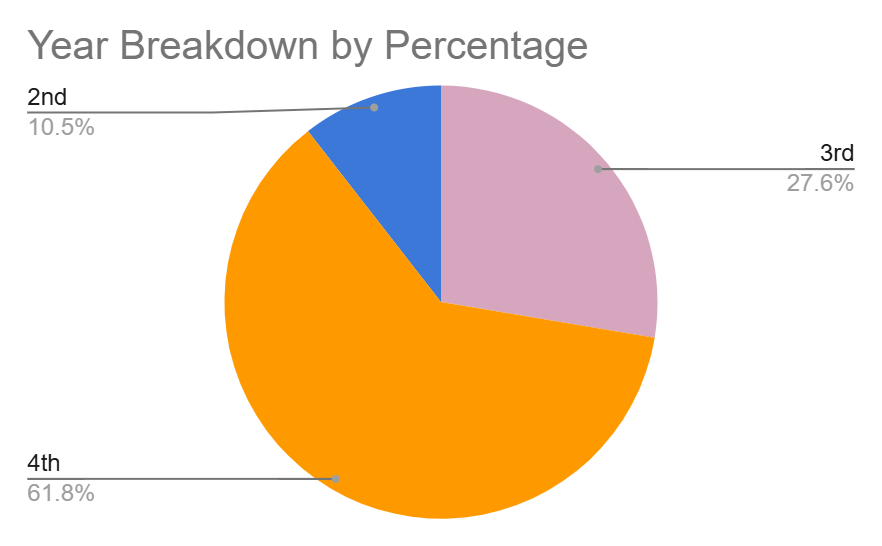 Year Breakdown by Percentage
2nd
10.5%
3rd
27.6%
4th
61.8%